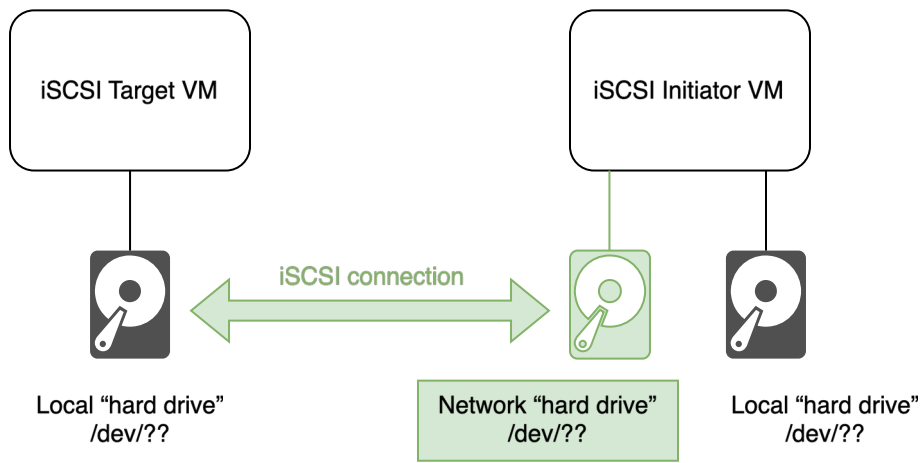 iSCSI Target VM
iSCSI Initiator VM
iSCSI connection
Local “hard drive”
/dev/??
Network “hard drive”
/dev/??
Local “hard drive”
/dev/??